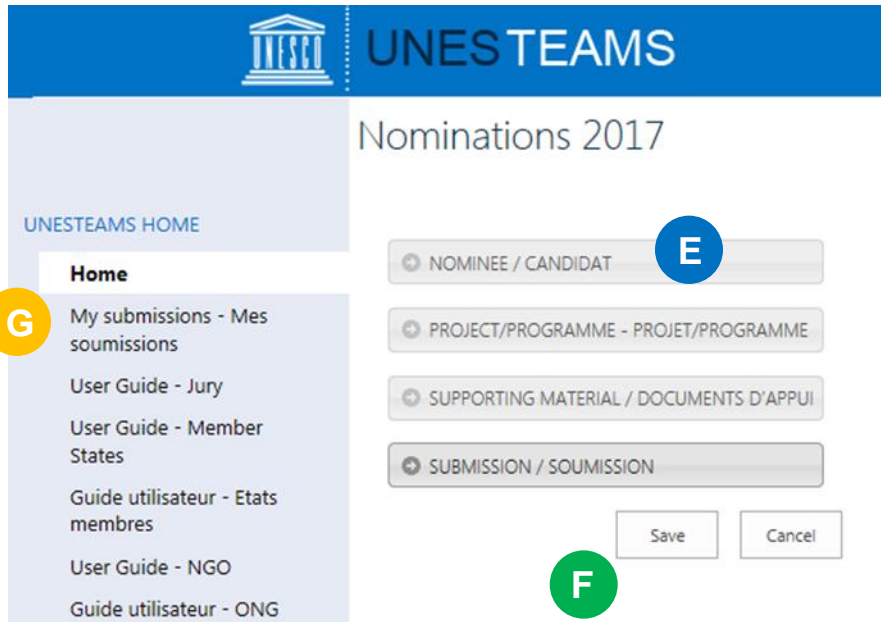 UNESCO
UNESTEAMS
Nominations 2017
UNESTEAMS HOME
Home
My submissions - Mes
soumissions
User Guide - Jury
User Guide - Member
States
Guide utilisateur - Etats
membres
User Guide - NGO
Guide utilisateur - ONG
G
NOMINEE / CANDIDAT
E
PROJECT/PROGRAMME - PROJET/PROGRAMME
SUPPORTING MATERIAL / DOCUMENTS D'APPUI
SUBMISSION / SOUMISSION
Save Cancel
F